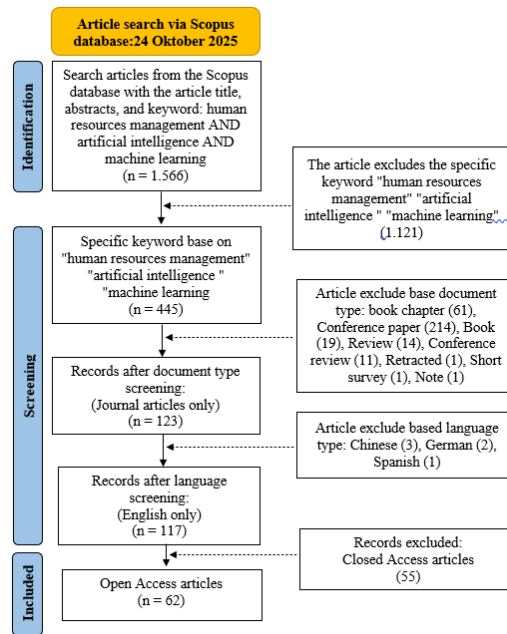 Article search via Scopus
database:24 Oktober 2025
Identification
Search articles from the Scopus
database with the article title,
abstracts, and keyword: human
resources management AND
artificial intelligence AND
machine learning
(n = 1.566)
The article excludes the specific
keyword "human resources
management" "artificial
intelligence " "machine learning"
(1.121)
Screening
Specific keyword base on
"human resources management"
"artificial intelligence "
"machine learning
(n = 445)
Article exclude base document
type: book chapter (61),
Conference paper (214), Book
(19), Review (14), Conference
review (11), Retracted (1), Short
survey (1), Note (1)
Records after document type
screening:
(Journal articles only)
(n = 123)
Article exclude based language
type: Chinese (3), German (2),
Spanish (1)
Records after language
screening:
(English only)
(n = 117)
Records excluded:
Closed Access articles
(55)
Included
Open Access articles
(n = 62)